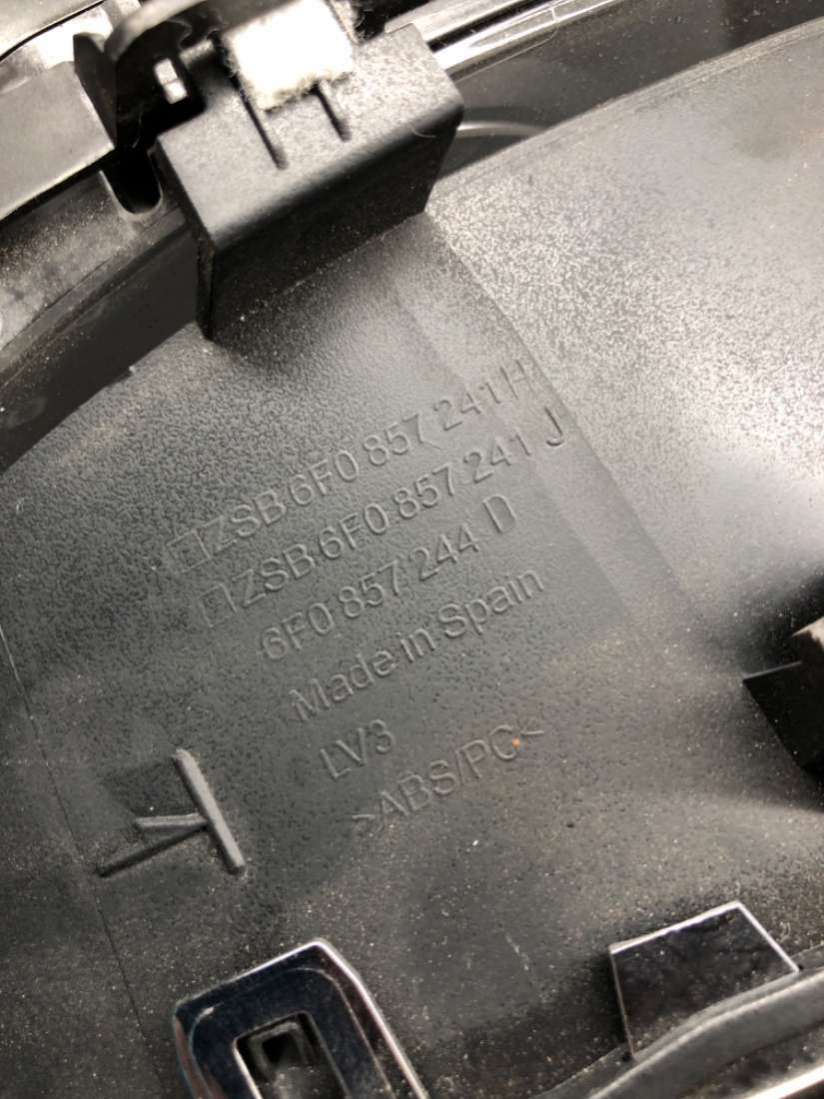 □ZSB 6F0 857 241 H
□ZSB 6F0 857 241 J
6F0 857 244 D
Made in Spain
LV3
>ABS/PC<